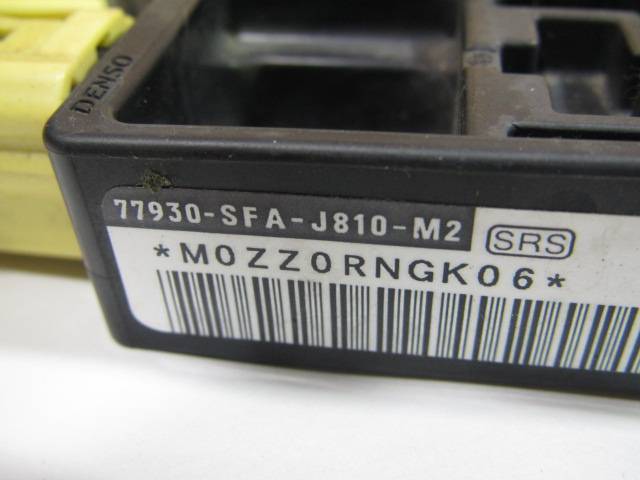 DENSO
77930-SFA-J810-M2
SRS
*M0ZZ0RNGK06*